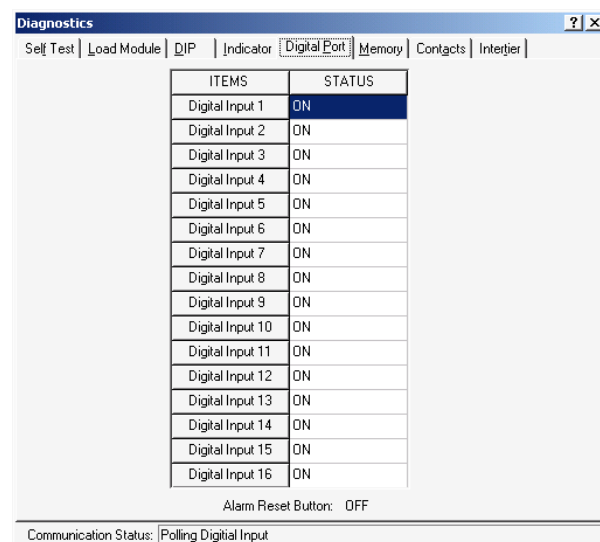 Diagnostics ? X
Self Test Load Module DIP Indicator Digital Port Memory Contacts Intertier
ITEMS STATUS
Digital Input 1 ON
Digital Input 2 ON
Digital Input 3 ON
Digital Input 4 ON
Digital Input 5 ON
Digital Input 6 ON
Digital Input 7 ON
Digital Input 8 ON
Digital Input 9 ON
Digital Input 10 ON
Digital Input 11 ON
Digital Input 12 ON
Digital Input 13 ON
Digital Input 14 ON
Digital Input 15 ON
Digital Input 16 ON
Alarm Reset Button: OFF
Communication Status: Polling Digitial Input